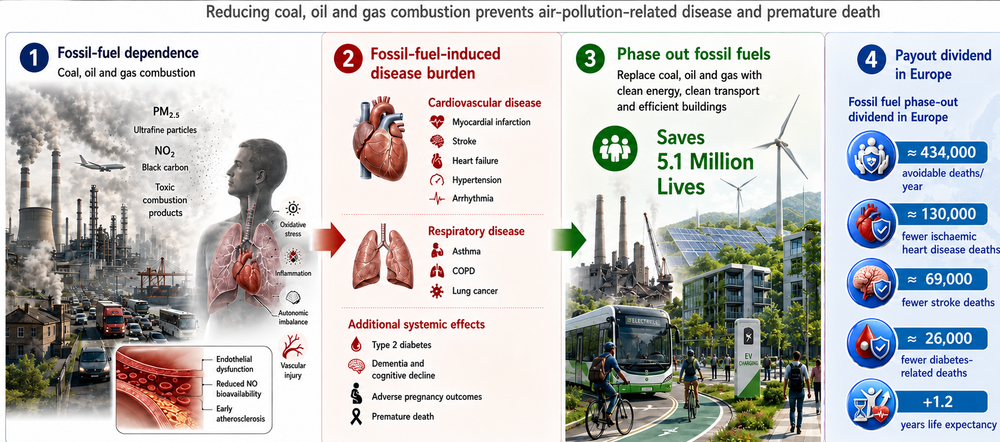 Reducing coal, oil and gas combustion prevents air-pollution-related disease and premature death
1
Fossil-fuel dependence
Coal, oil and gas combustion
PM2.5
Ultrafine particles
NO2
Black carbon
Toxic
combustion
products
Oxidative
stress
Inflammation
Autonomic
imbalance
Vascular
injury
Endothelial
dysfunction
Reduced NO
bioavailability
Early
atherosclerosis
2
Fossil-fuel-induced
disease burden
Cardiovascular disease
Myocardial infarction
Stroke
Heart failure
Hypertension
Arrhythmia
Respiratory disease
Asthma
COPD
Lung cancer
Additional systemic effects
Type 2 diabetes
Dementia and
cognitive decline
Adverse pregnancy outcomes
Premature death
3
Phase out fossil fuels
Replace coal, oil and gas with
clean energy, clean transport
and efficient buildings
Saves
5.1 Million
Lives
EV
CHARGING
4
Payout dividend
in Europe
Fossil fuel phase-out
dividend in Europe
≈ 434,000
avoidable deaths/
year
≈ 130,000
fewer ischaemic
heart disease deaths
≈ 69,000
fewer stroke deaths
≈ 26,000
fewer diabetes-
related deaths
+1.2
years life expectancy